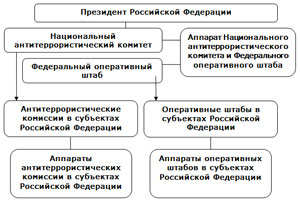 Президент Российской Федерации
Национальный
антитеррористический комитет
Аппарат Национального
антитеррористического
комитета и Федерального
оперативного штаба
Федеральный оперативный
штаб
Антитеррористические
комиссии в субъектах
Российской Федерации
Оперативные штабы в
субъектах Российской
Федерации
Аппараты
антитеррористических
комиссии в субъектах
Российской Федерации
Аппараты оперативных
штабов в субъектах
Российской Федерации